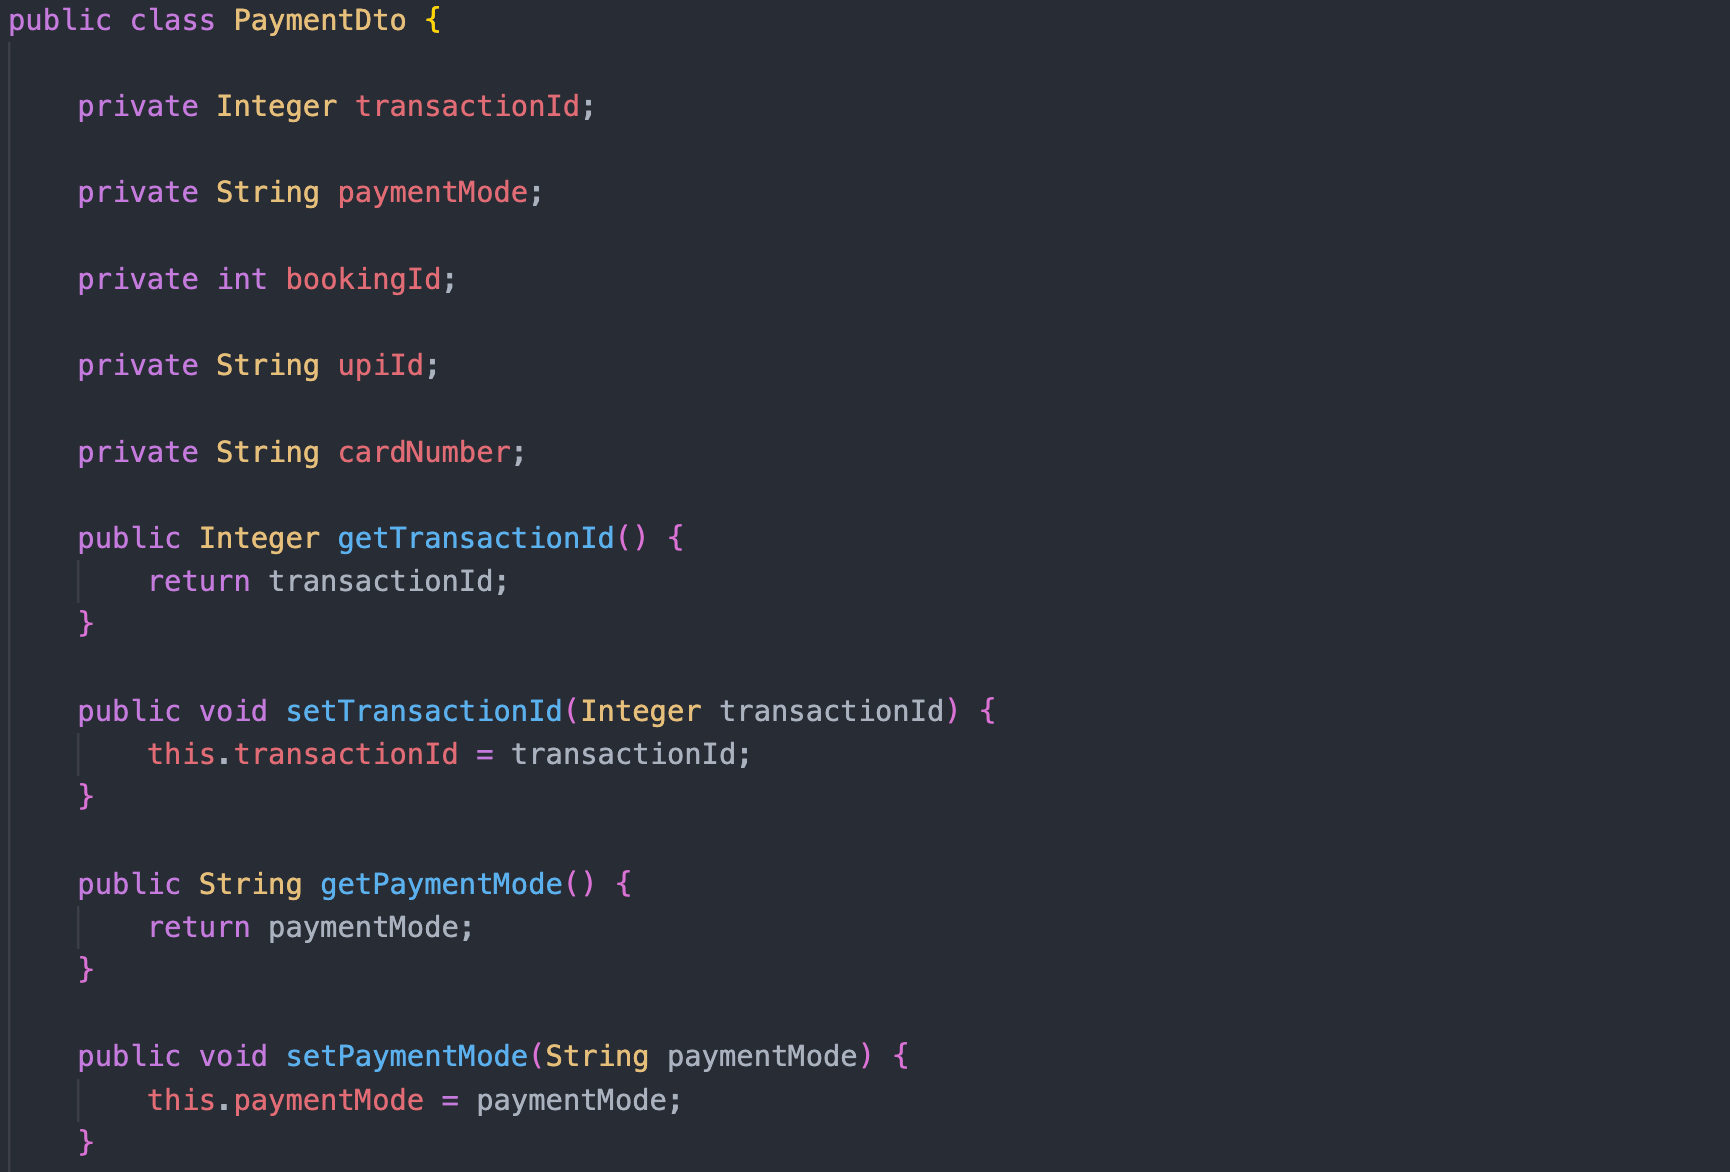 public class PaymentDto {
private Integer transactionId;
private String paymentMode;
private int bookingId;
private String upiId;
private String cardNumber;
public Integer getTransactionId() {
return transactionId;
}
public void setTransactionId(Integer transactionId) {
this.transactionId = transactionId;
}
public String getPaymentMode() {
return paymentMode;
}
public void setPaymentMode(String paymentMode) {
this.paymentMode = paymentMode;
}